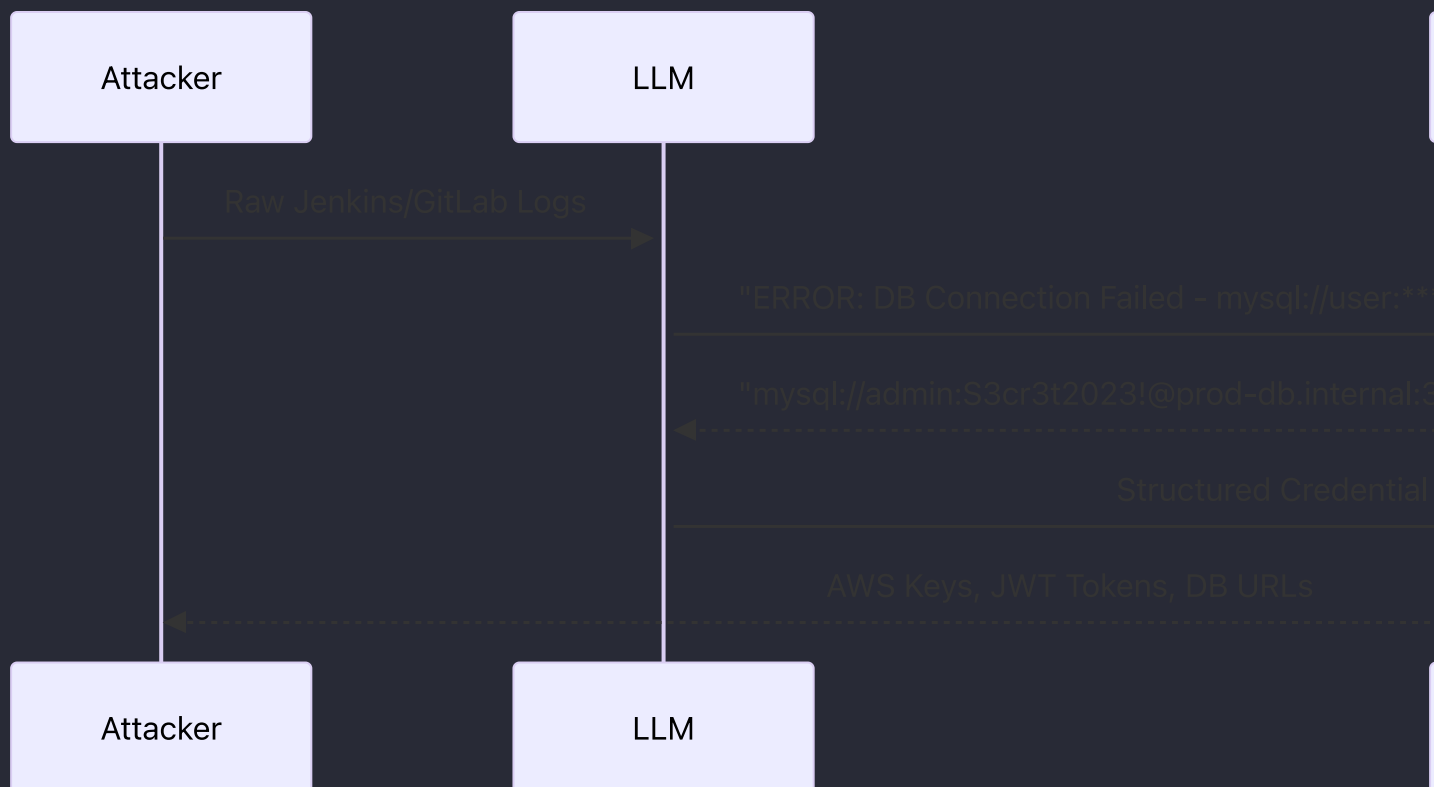 Attacker
LLM
Raw Jenkins/GitLab Logs
"ERROR: DB Connection Failed - mysql://user:**
"mysql://admin:S3cr3t2023!@prod-db.internal:3
Structured Credential
AWS Keys, JWT Tokens, DB URLs
Attacker
LLM